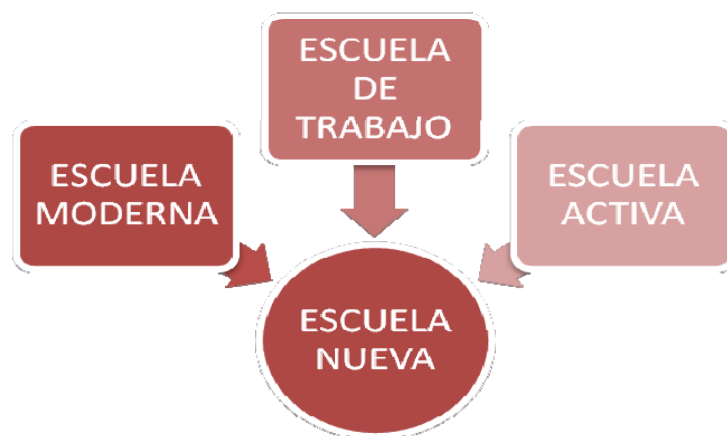 ESCUELA
DE
TRABAJO
ESCUELA
MODERNA
ESCUELA
ACTIVA
ESCUELA
NUEVA